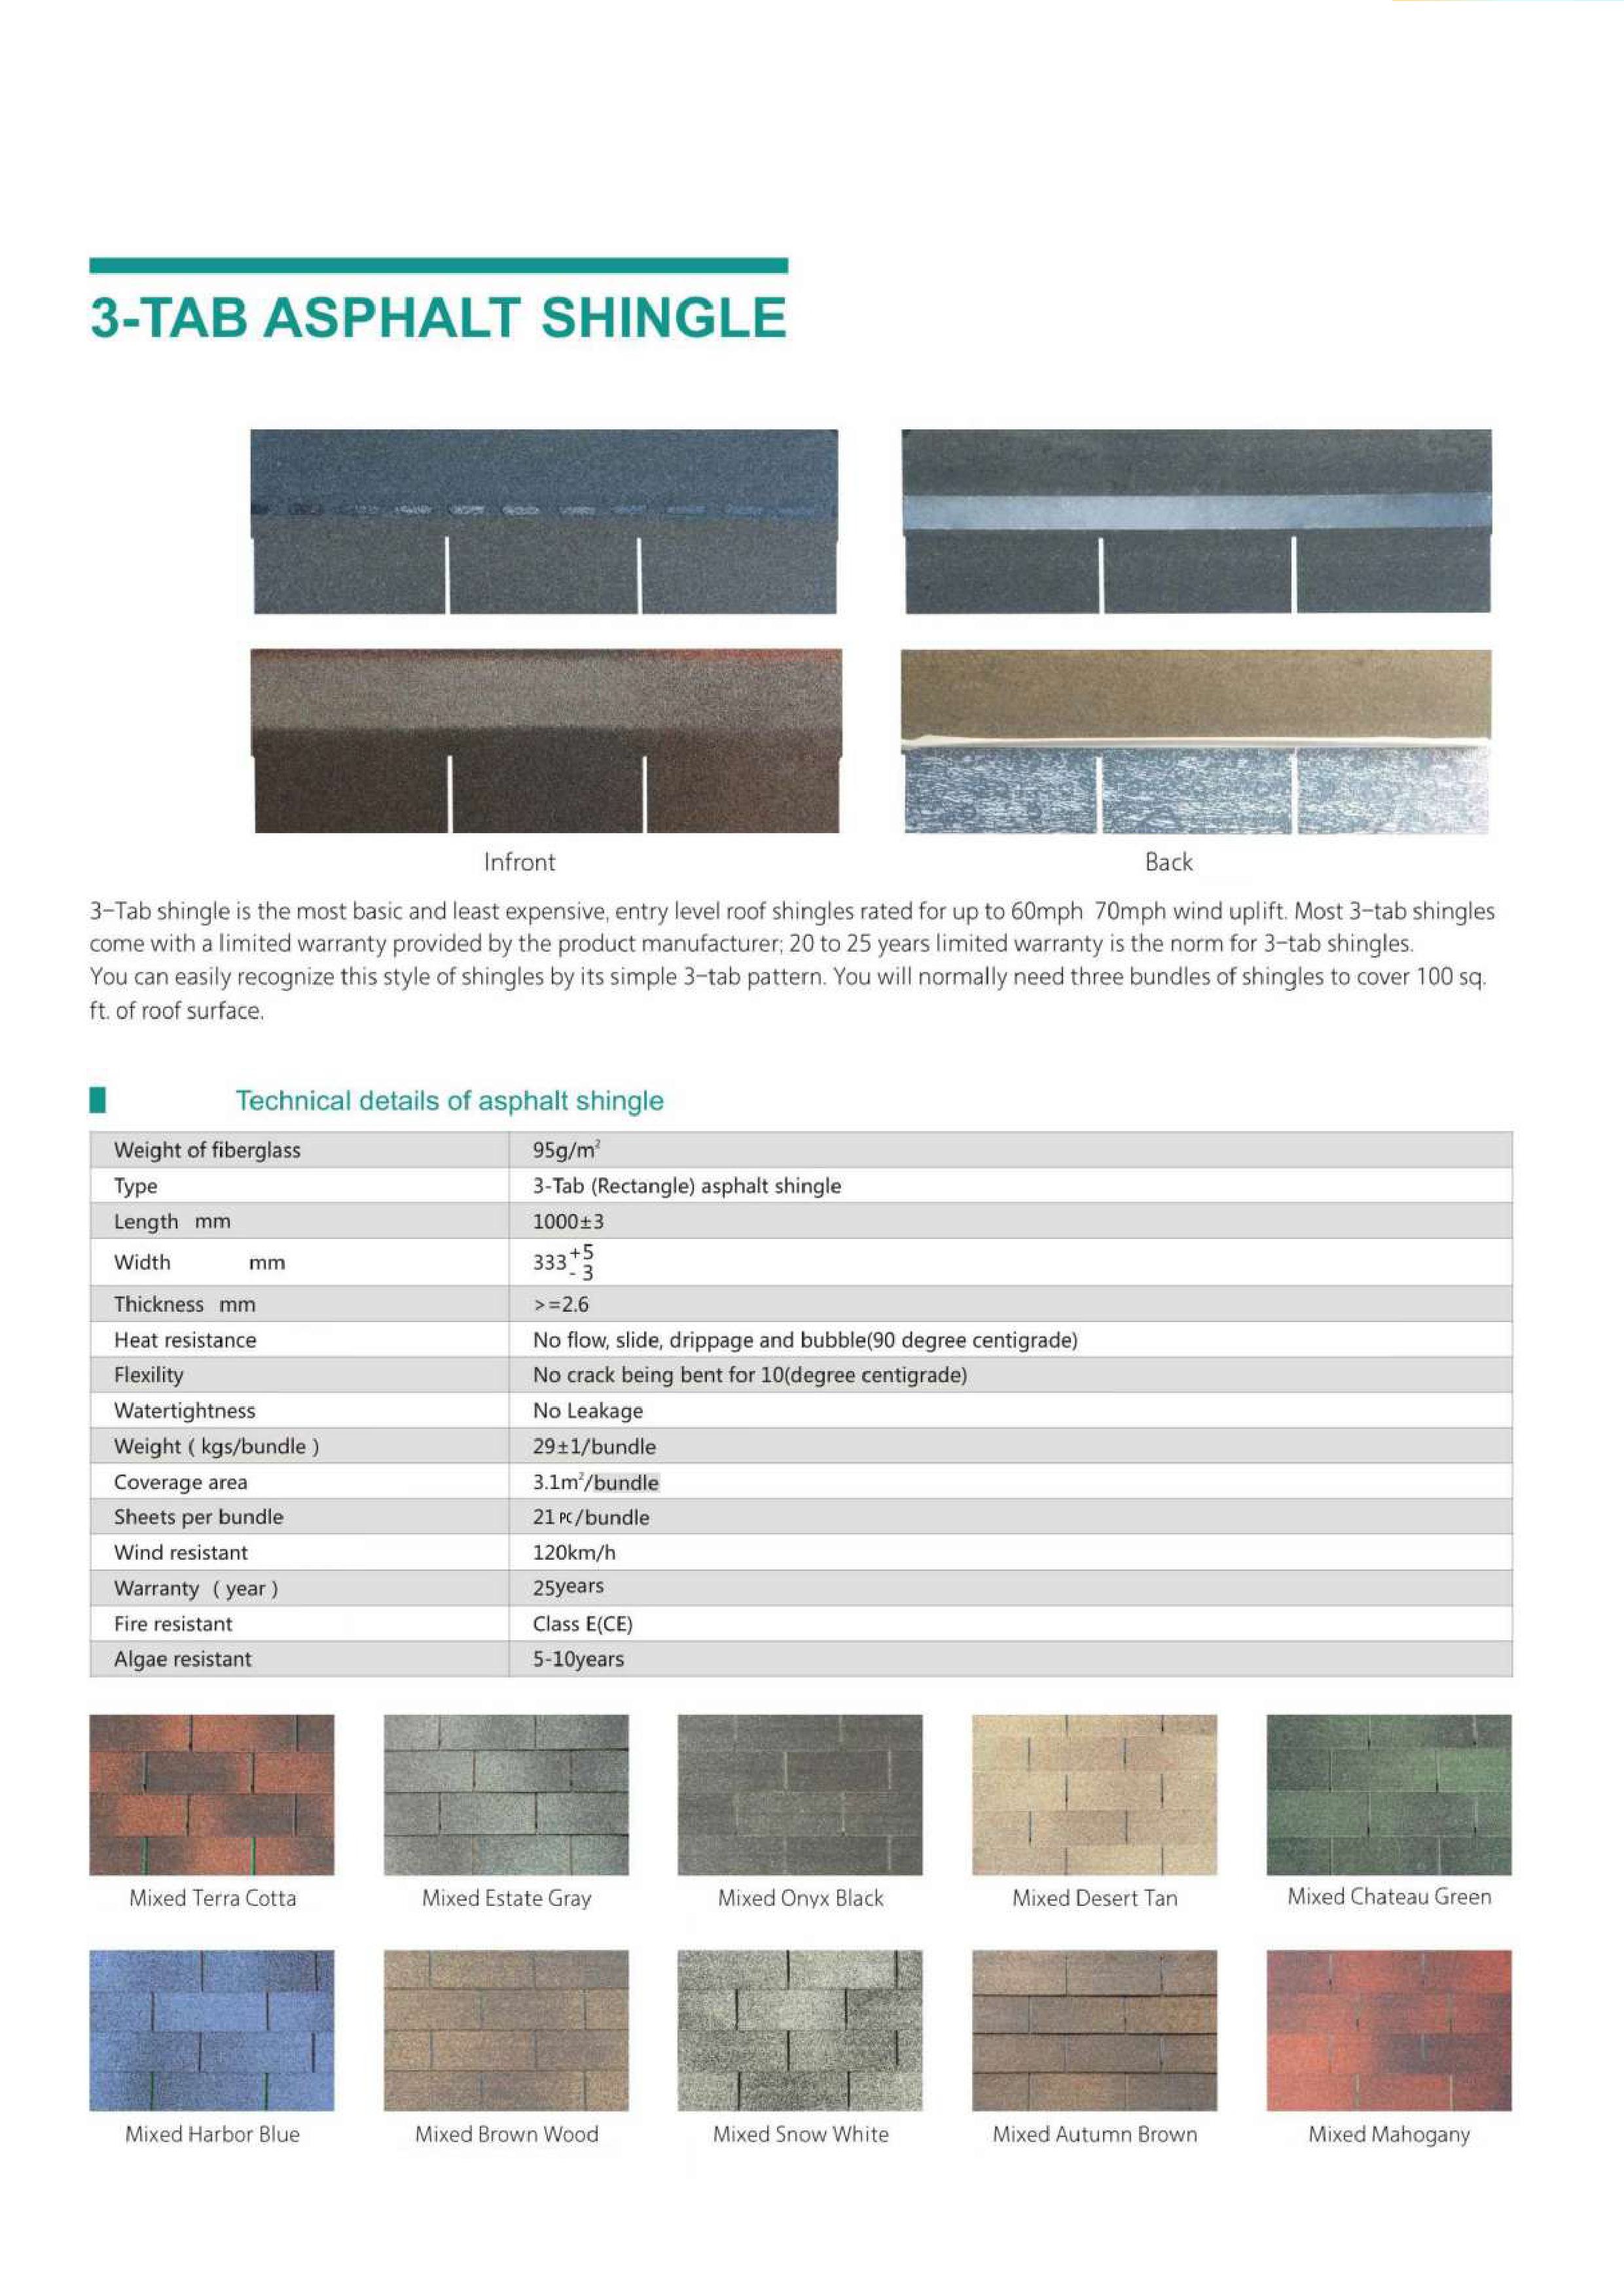 3-TAB ASPHALT SHINGLE
Infront
Back
3-Tab shingle is the most basic and least expensive, entry level roof shingles rated for up to 60mph 70mph wind uplift. Most 3-tab shingles
come with a limited warranty provided by the product manufacturer; 20 to 25 years limited warranty is the norm for 3-tab shingles.
You can easily recognize this style of shingles by its simple 3-tab pattern. You will normally need three bundles of shingles to cover 100 sq.
ft. of roof surface.
Technical details of asphalt shingle
Weight of fiberglass 95g/m²
Type 3-Tab (Rectangle) asphalt shingle
Length mm 1000±3
Width mm 333 +5 - 3
Thickness mm >=2.6
Heat resistance No flow, slide, drippage and bubble(90 degree centigrade)
Flexility No crack being bent for 10(degree centigrade)
Watertightness No Leakage
Weight ( kgs/bundle ) 29±1/bundle
Coverage area 3.1m²/bundle
Sheets per bundle 21 PC/bundle
Wind resistant 120km/h
Warranty ( year ) 25years
Fire resistant Class E(CE)
Algae resistant 5-10years
Mixed Terra Cotta
Mixed Estate Gray
Mixed Onyx Black
Mixed Desert Tan
Mixed Chateau Green
Mixed Harbor Blue
Mixed Brown Wood
Mixed Snow White
Mixed Autumn Brown
Mixed Mahogany